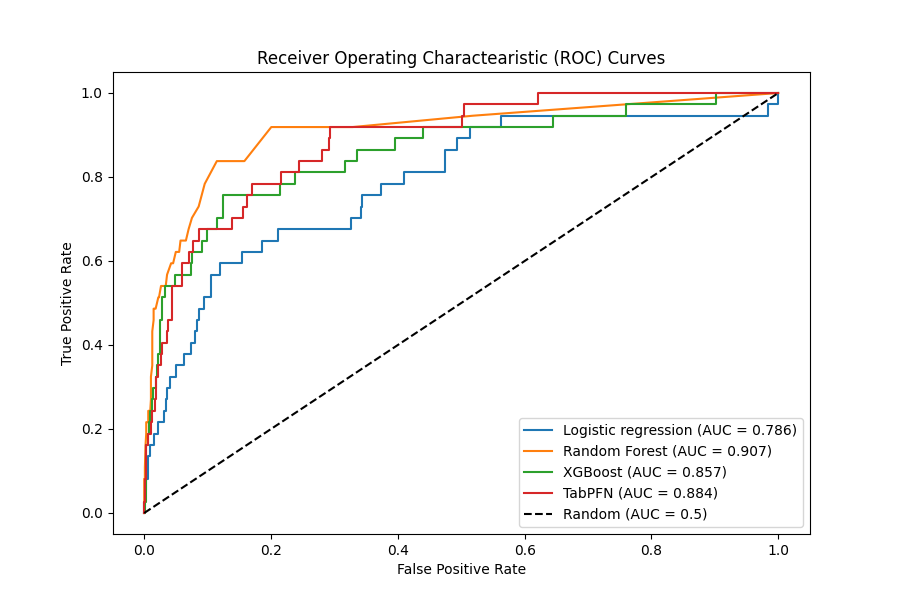 Receiver Operating Charactearistic (ROC) Curves
True Positive Rate
1.0
0.8
0.6
0.4
0.2
0.0
Logistic regression (AUC = 0.786)
Random Forest (AUC = 0.907)
XGBoost (AUC = 0.857)
TabPFN (AUC = 0.884)
Random (AUC = 0.5)
0.0 0.2 0.4 0.6 0.8 1.0
False Positive Rate